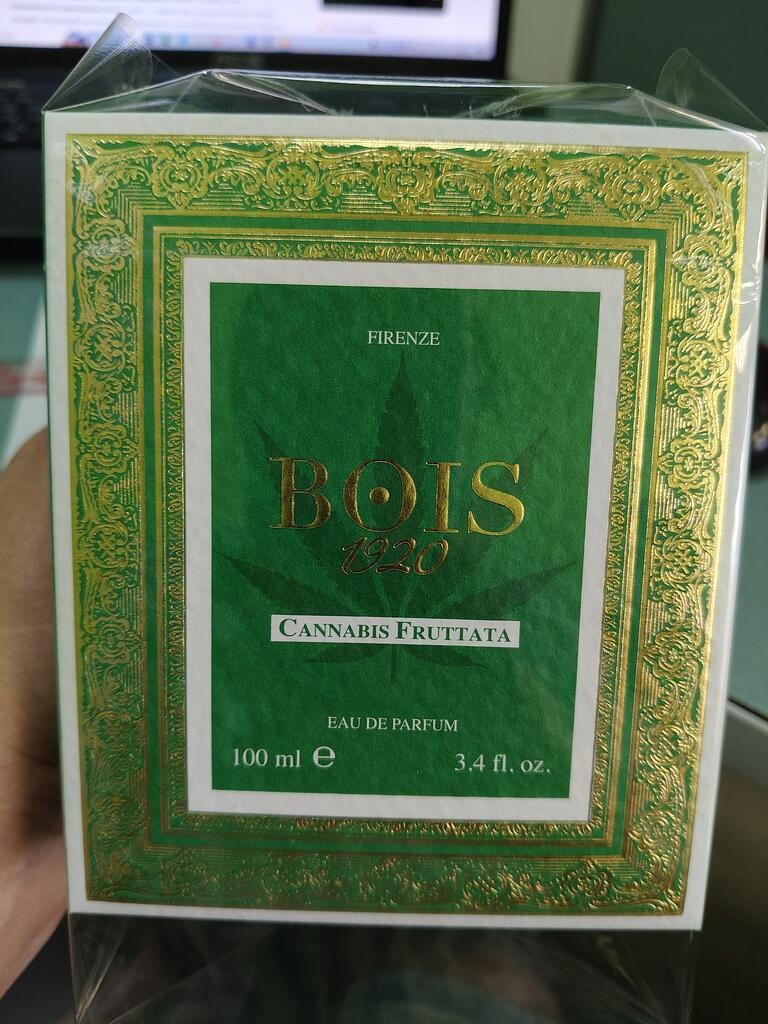 FIRENZE
BOIS
1920
CANNABIS FRUTTATA
EAU DE PARFUM
100 ml ℮
3.4 fl. oz.